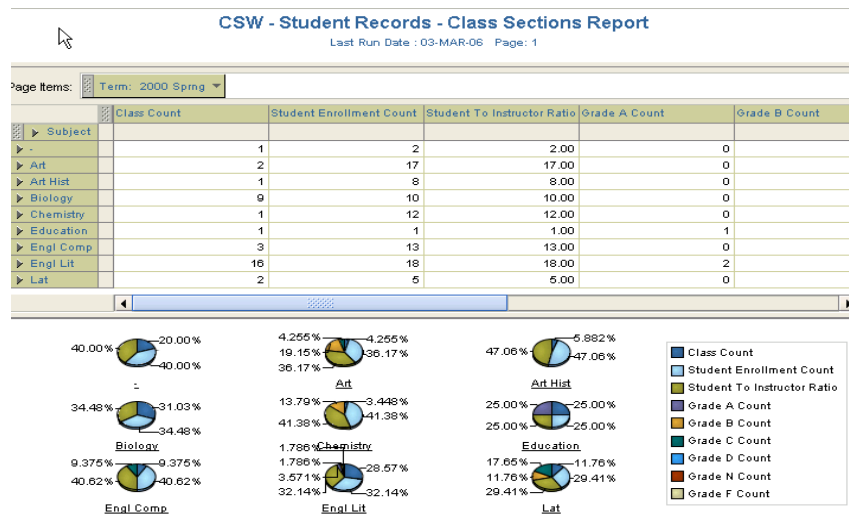 CSW - Student Records - Class Sections Report
Last Run Date : 03-MAR-06 Page: 1
Page Items: Term: 2000 Sprng
Class Count Student Enrollment Count Student To Instructor Ratio Grade A Count Grade B Count
Subject
- 1 2 2.00 0
Art 2 17 17.00 0
Art Hist 1 8 8.00 0
Biology 9 10 10.00 0
Chemistry 1 12 12.00 0
Education 1 1 1.00 1
Engl Comp 3 13 13.00 0
Engl Lit 16 18 18.00 2
Lat 2 5 5.00 0
40.00% 20.00% 40.00%
-
4.255% 19.15% 36.17% 4.255% 36.17%
Art
47.06% 5.882% 47.06%
Art Hist
34.48% 31.03% 34.48%
Biology
13.79% 41.38% 3.448% 41.38%
Chemistry
25.00% 25.00% 25.00% 25.00%
Education
9.375% 40.62% 9.375% 40.62%
Engl Comp
1.786% 1.786% 3.571% 32.14% 28.57% 32.14%
Engl Lit
17.65% 11.76% 29.41% 11.76% 29.41%
Lat
Class Count
Student Enrollment Count
Student To Instructor Ratio
Grade A Count
Grade B Count
Grade C Count
Grade D Count
Grade N Count
Grade F Count